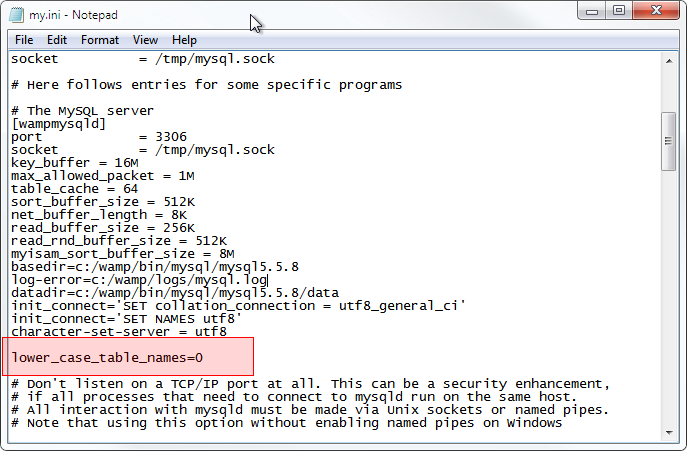 my.ini - Notepad
File Edit Format View Help
socket          = /tmp/mysql.sock
# Here follows entries for some specific programs
# The MySQL server
[wampmysqld]
port            = 3306
socket          = /tmp/mysql.sock
key_buffer = 16M
max_allowed_packet = 1M
table_cache = 64
sort_buffer_size = 512K
net_buffer_length = 8K
read_buffer_size = 256K
read_rnd_buffer_size = 512K
myisam_sort_buffer_size = 8M
basedir=c:/wamp/bin/mysql/mysql5.5.8
log-error=c:/wamp/logs/mysql.log
datadir=c:/wamp/bin/mysql/mysql5.5.8/data
init_connect='SET collation_connection = utf8_general_ci'
init_connect='SET NAMES utf8'
character-set-server = utf8
lower_case_table_names=0
# Don't listen on a TCP/IP port at all. This can be a security enhancement,
# if all processes that need to connect to mysqld run on the same host.
# All interaction with mysqld must be made via Unix sockets or named pipes.
# Note that using this option without enabling named pipes on Windows